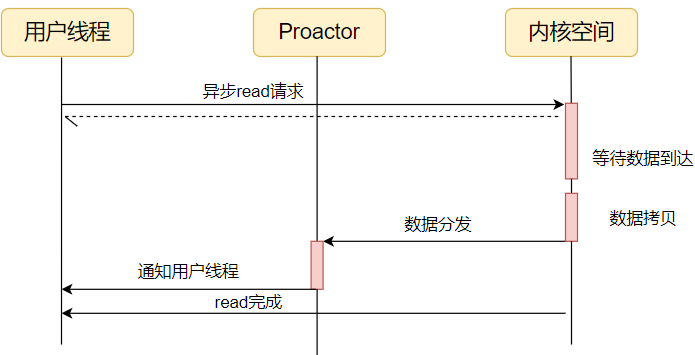 用户线程
Proactor
内核空间
异步read请求
等待数据到达
数据拷贝
数据分发
通知用户线程
read完成